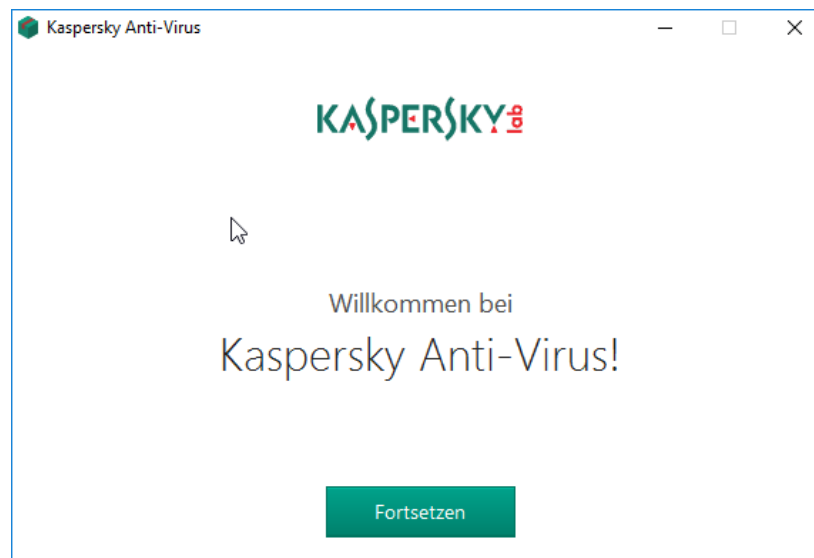 Kaspersky Anti-Virus
KASPERSKY lab
Willkommen bei
Kaspersky Anti-Virus!
Fortsetzen